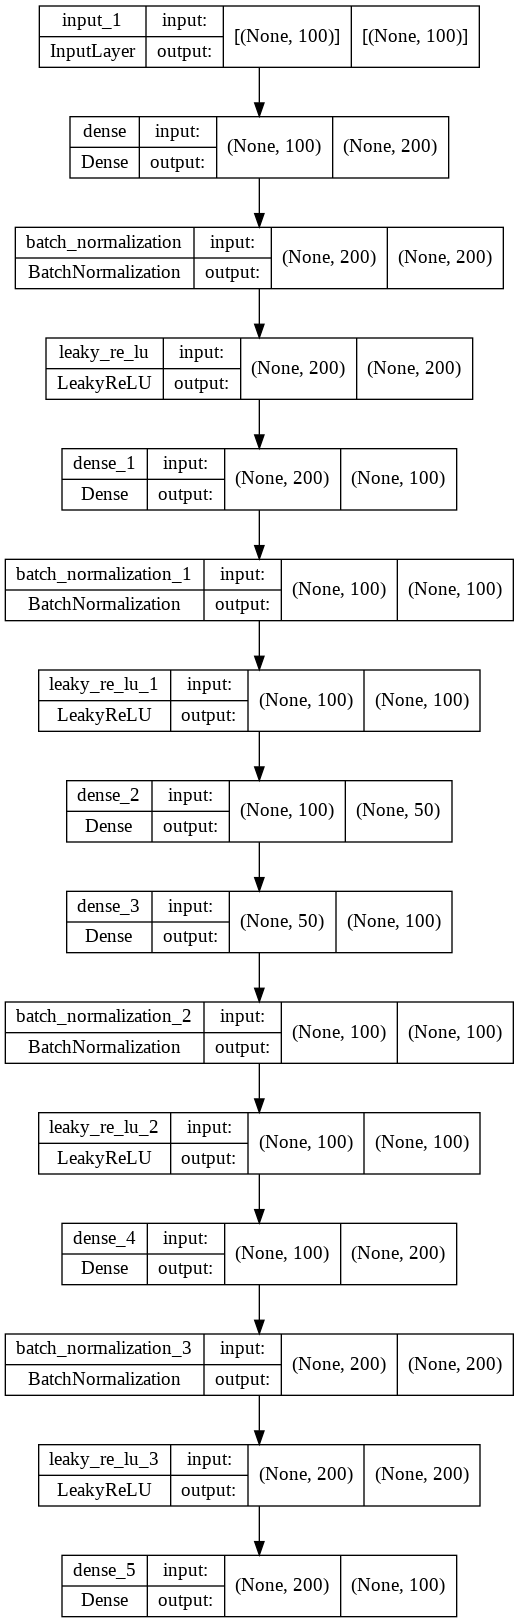 input_1 input: [(None, 100)] [(None, 100)]
InputLayer output:
dense input: (None, 100) (None, 200)
Dense output:
batch_normalization input: (None, 200) (None, 200)
BatchNormalization output:
leaky_re_lu input: (None, 200) (None, 200)
LeakyReLU output:
dense_1 input: (None, 200) (None, 100)
Dense output:
batch_normalization_1 input: (None, 100) (None, 100)
BatchNormalization output:
leaky_re_lu_1 input: (None, 100) (None, 100)
LeakyReLU output:
dense_2 input: (None, 100) (None, 50)
Dense output:
dense_3 input: (None, 50) (None, 100)
Dense output:
batch_normalization_2 input: (None, 100) (None, 100)
BatchNormalization output:
leaky_re_lu_2 input: (None, 100) (None, 100)
LeakyReLU output:
dense_4 input: (None, 100) (None, 200)
Dense output:
batch_normalization_3 input: (None, 200) (None, 200)
BatchNormalization output:
leaky_re_lu_3 input: (None, 200) (None, 200)
LeakyReLU output:
dense_5 input: (None, 200) (None, 100)
Dense output: